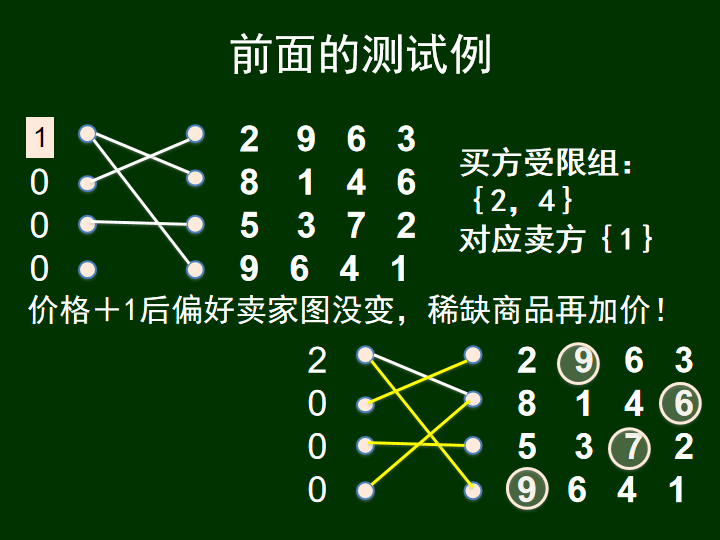 前面的测试例
1 2 9 6 3
0 8 1 4 6
0 5 3 7 2
0 9 6 4 1
买方受限组：
｛2，4｝
对应卖方｛1｝
价格＋1后偏好卖家图没变，稀缺商品再加价！
2 2 9 6 3
0 8 1 4 6
0 5 3 7 2
0 9 6 4 1